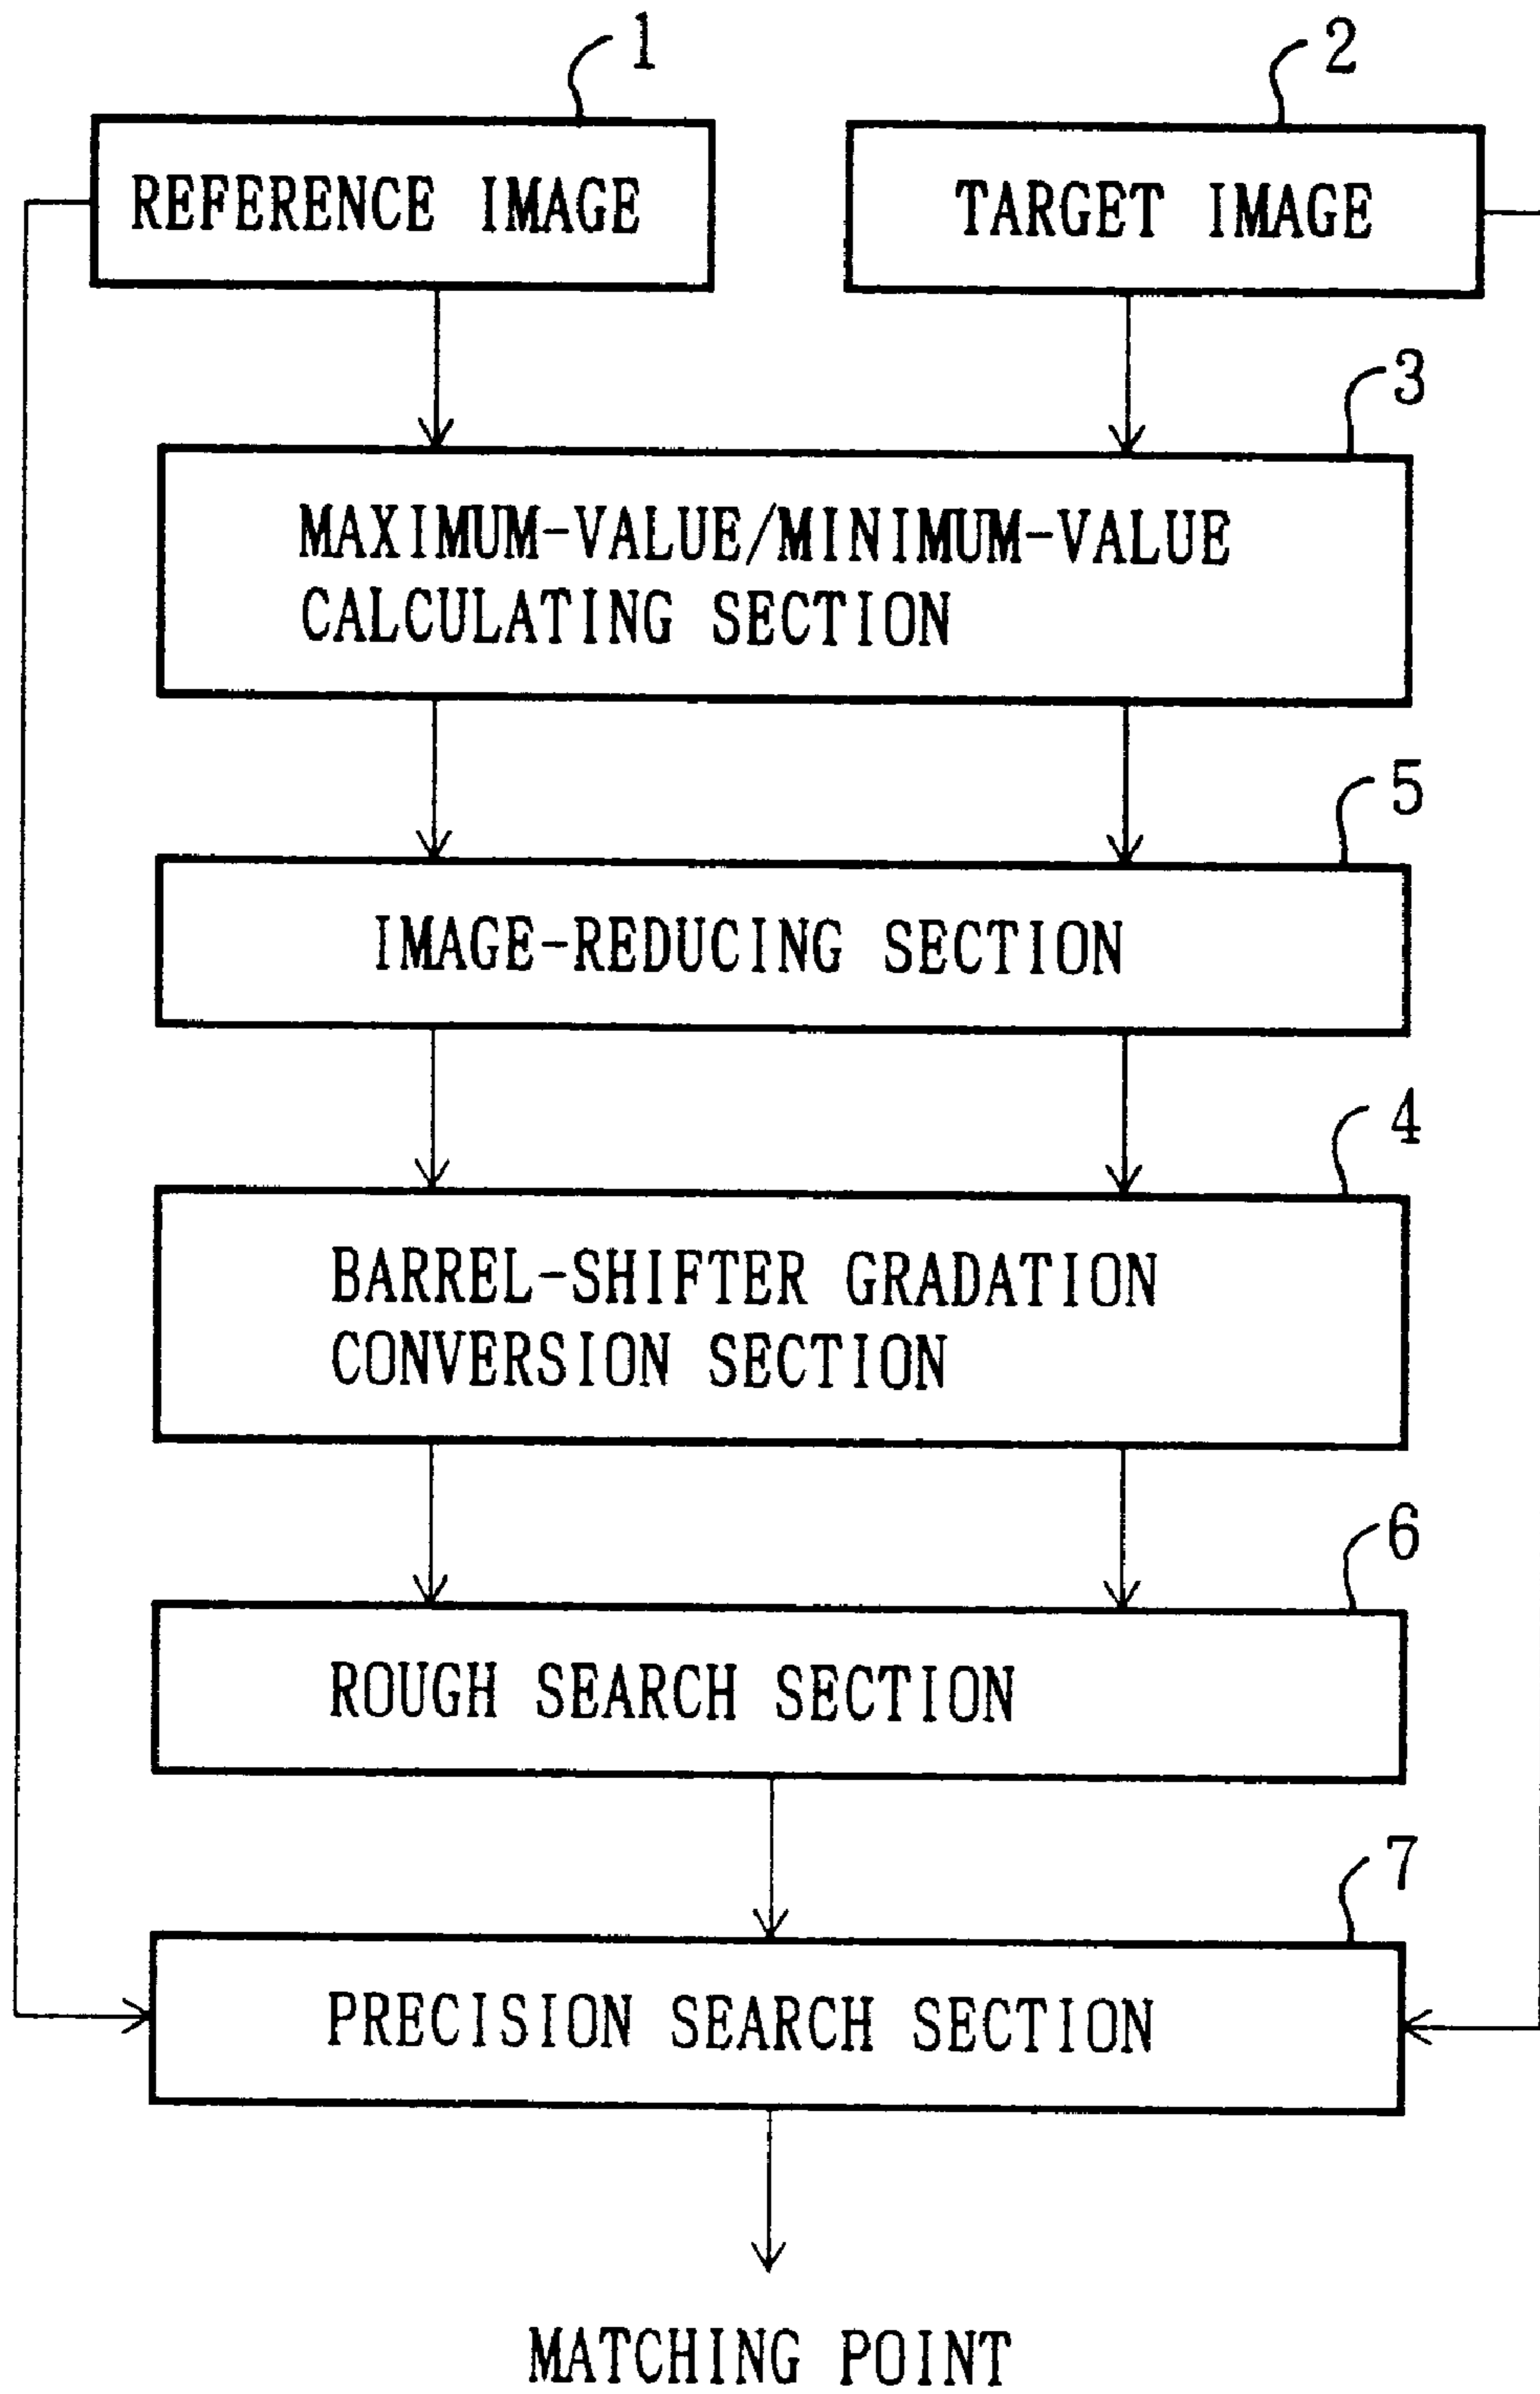 1
2
REFERENCE IMAGE
TARGET IMAGE
3
MAXIMUM-VALUE/MINIMUM-VALUE
CALCULATING SECTION
5
IMAGE-REDUCING SECTION
4
BARREL-SHIFTER GRADATION
CONVERSION SECTION
6
ROUGH SEARCH SECTION
7
PRECISION SEARCH SECTION
MATCHING POINT